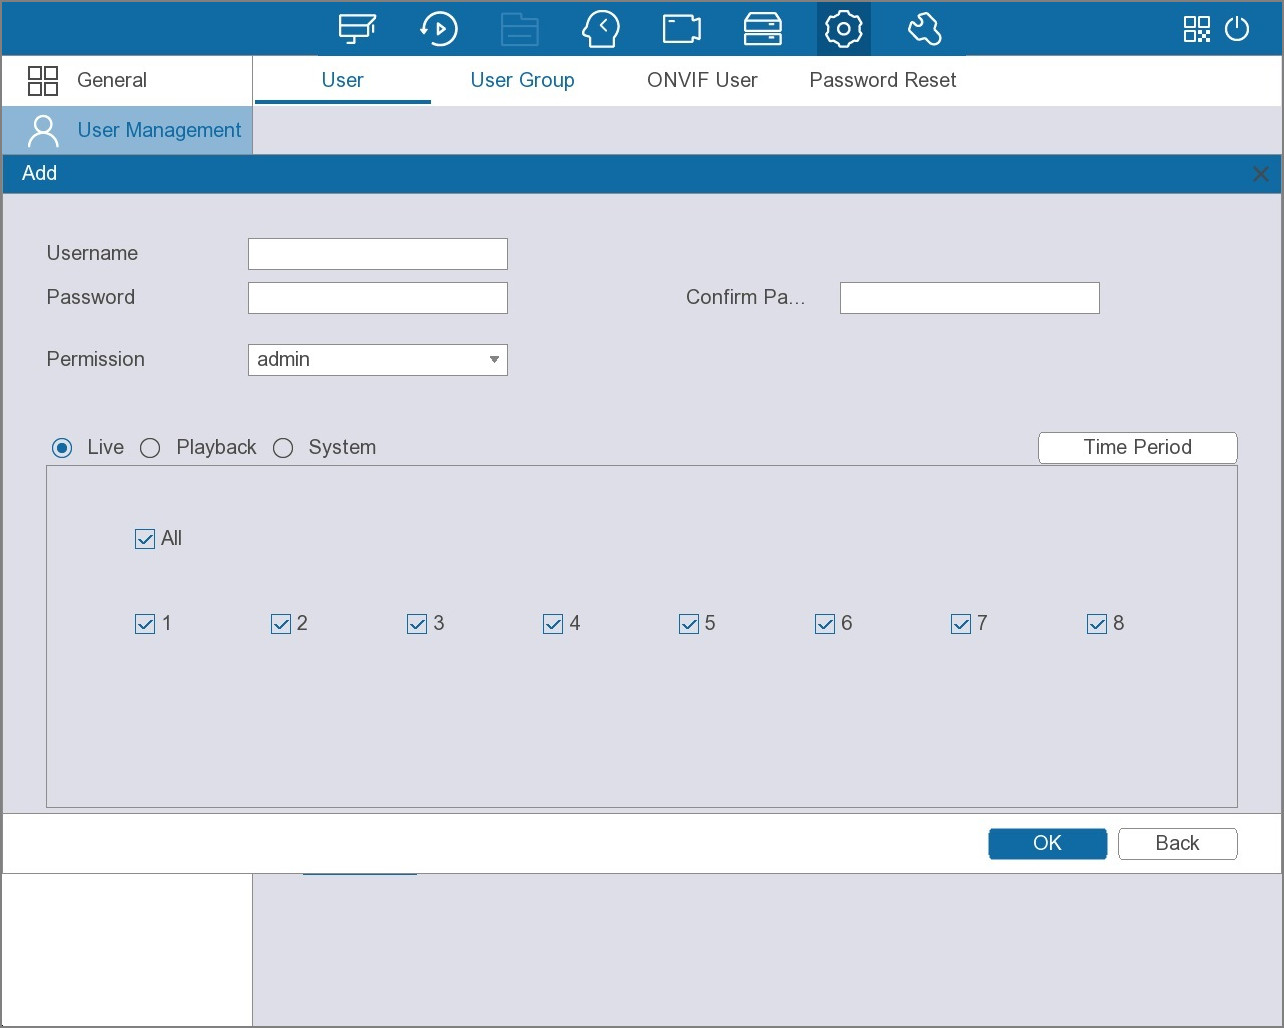 General
User
User Group
ONVIF User
Password Reset
User Management
Add
Username
Password
Confirm Pa...
Permission
admin
Live
Playback
System
Time Period
All
1
2
3
4
5
6
7
8
OK
Back